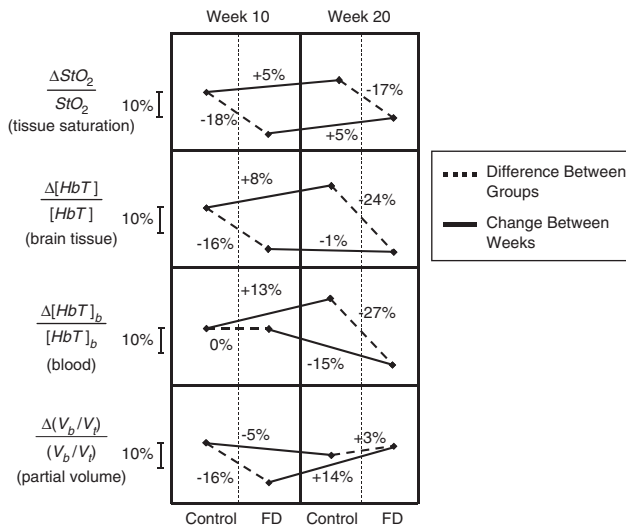 Week 10 Week 20
ΔStO₂
StO₂
(tissue saturation)
10%
+5%
-18%
-17%
+5%
Δ[HbT]
[HbT]
(brain tissue)
10%
+8%
-16%
-24%
-1%
Δ[HbT]b
[HbT]b
(blood)
10%
+13%
0%
-27%
-15%
Δ(Vb/Vt)
(Vb/Vt)
(partial volume)
10%
-5%
-16%
+3%
+14%
Control FD Control FD
Difference Between
Groups
Change Between
Weeks